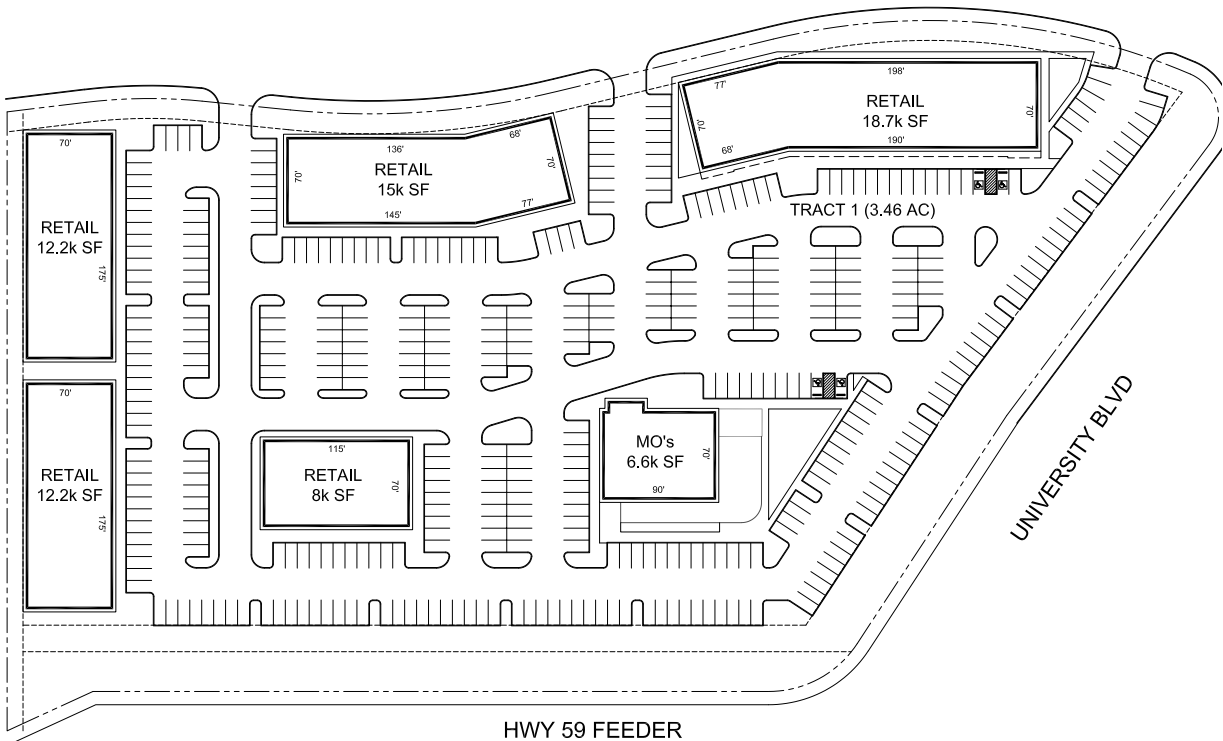 198'
77'
RETAIL
18.7k SF
70'
70'
190'
68'
TRACT 1 (3.46 AC)
136'
68'
RETAIL
15k SF
70'
70'
145'
77'
70'
RETAIL
12.2k SF
175'
70'
RETAIL
12.2k SF
175'
115'
RETAIL
8k SF
70'
MO's
6.6k SF
70'
90'
UNIVERSITY BLVD
HWY 59 FEEDER